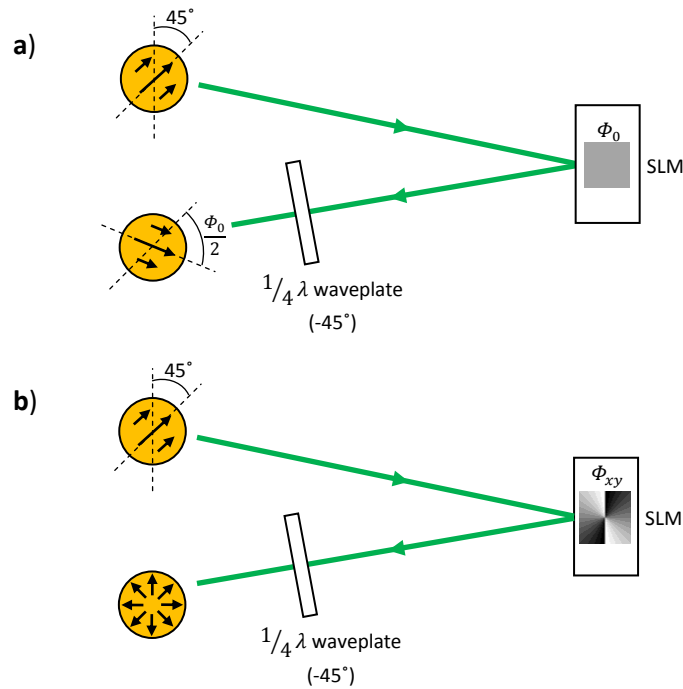 45°
a)
Φ0
SLM
Φ0/2
1/4 λ waveplate
(-45°)
45°
b)
Φxy
SLM
1/4 λ waveplate
(-45°)